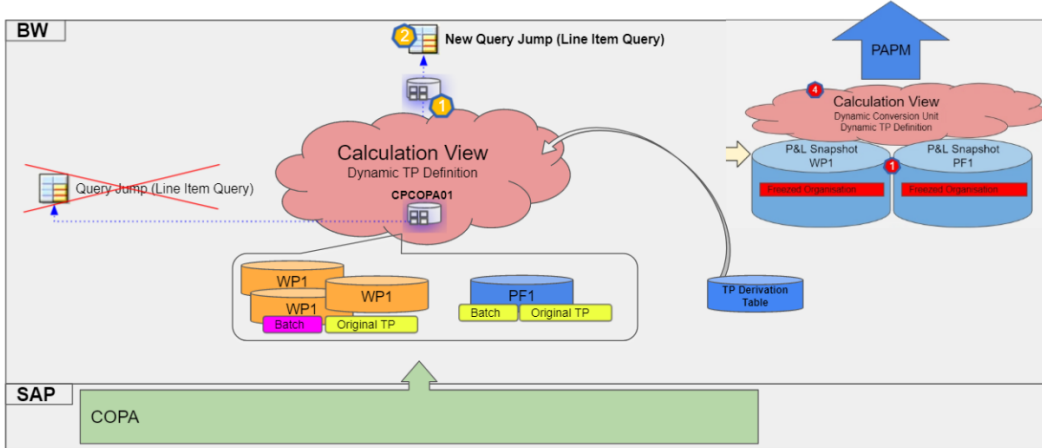 BW
2
New Query Jump (Line Item Query)
1
Calculation View
Dynamic TP Definition
CPCOPA01
Query Jump (Line Item Query)
WP1
WP1
WP1
Batch
Original TP
PF1
Batch
Original TP
TP Derivation
Table
PAPM
4
Calculation View
Dynamic Conversion Unit
Dynamic TP Definition
P&L Snapshot
WP1
1
P&L Snapshot
PF1
Freezed Organisation
Freezed Organisation
SAP
COPA